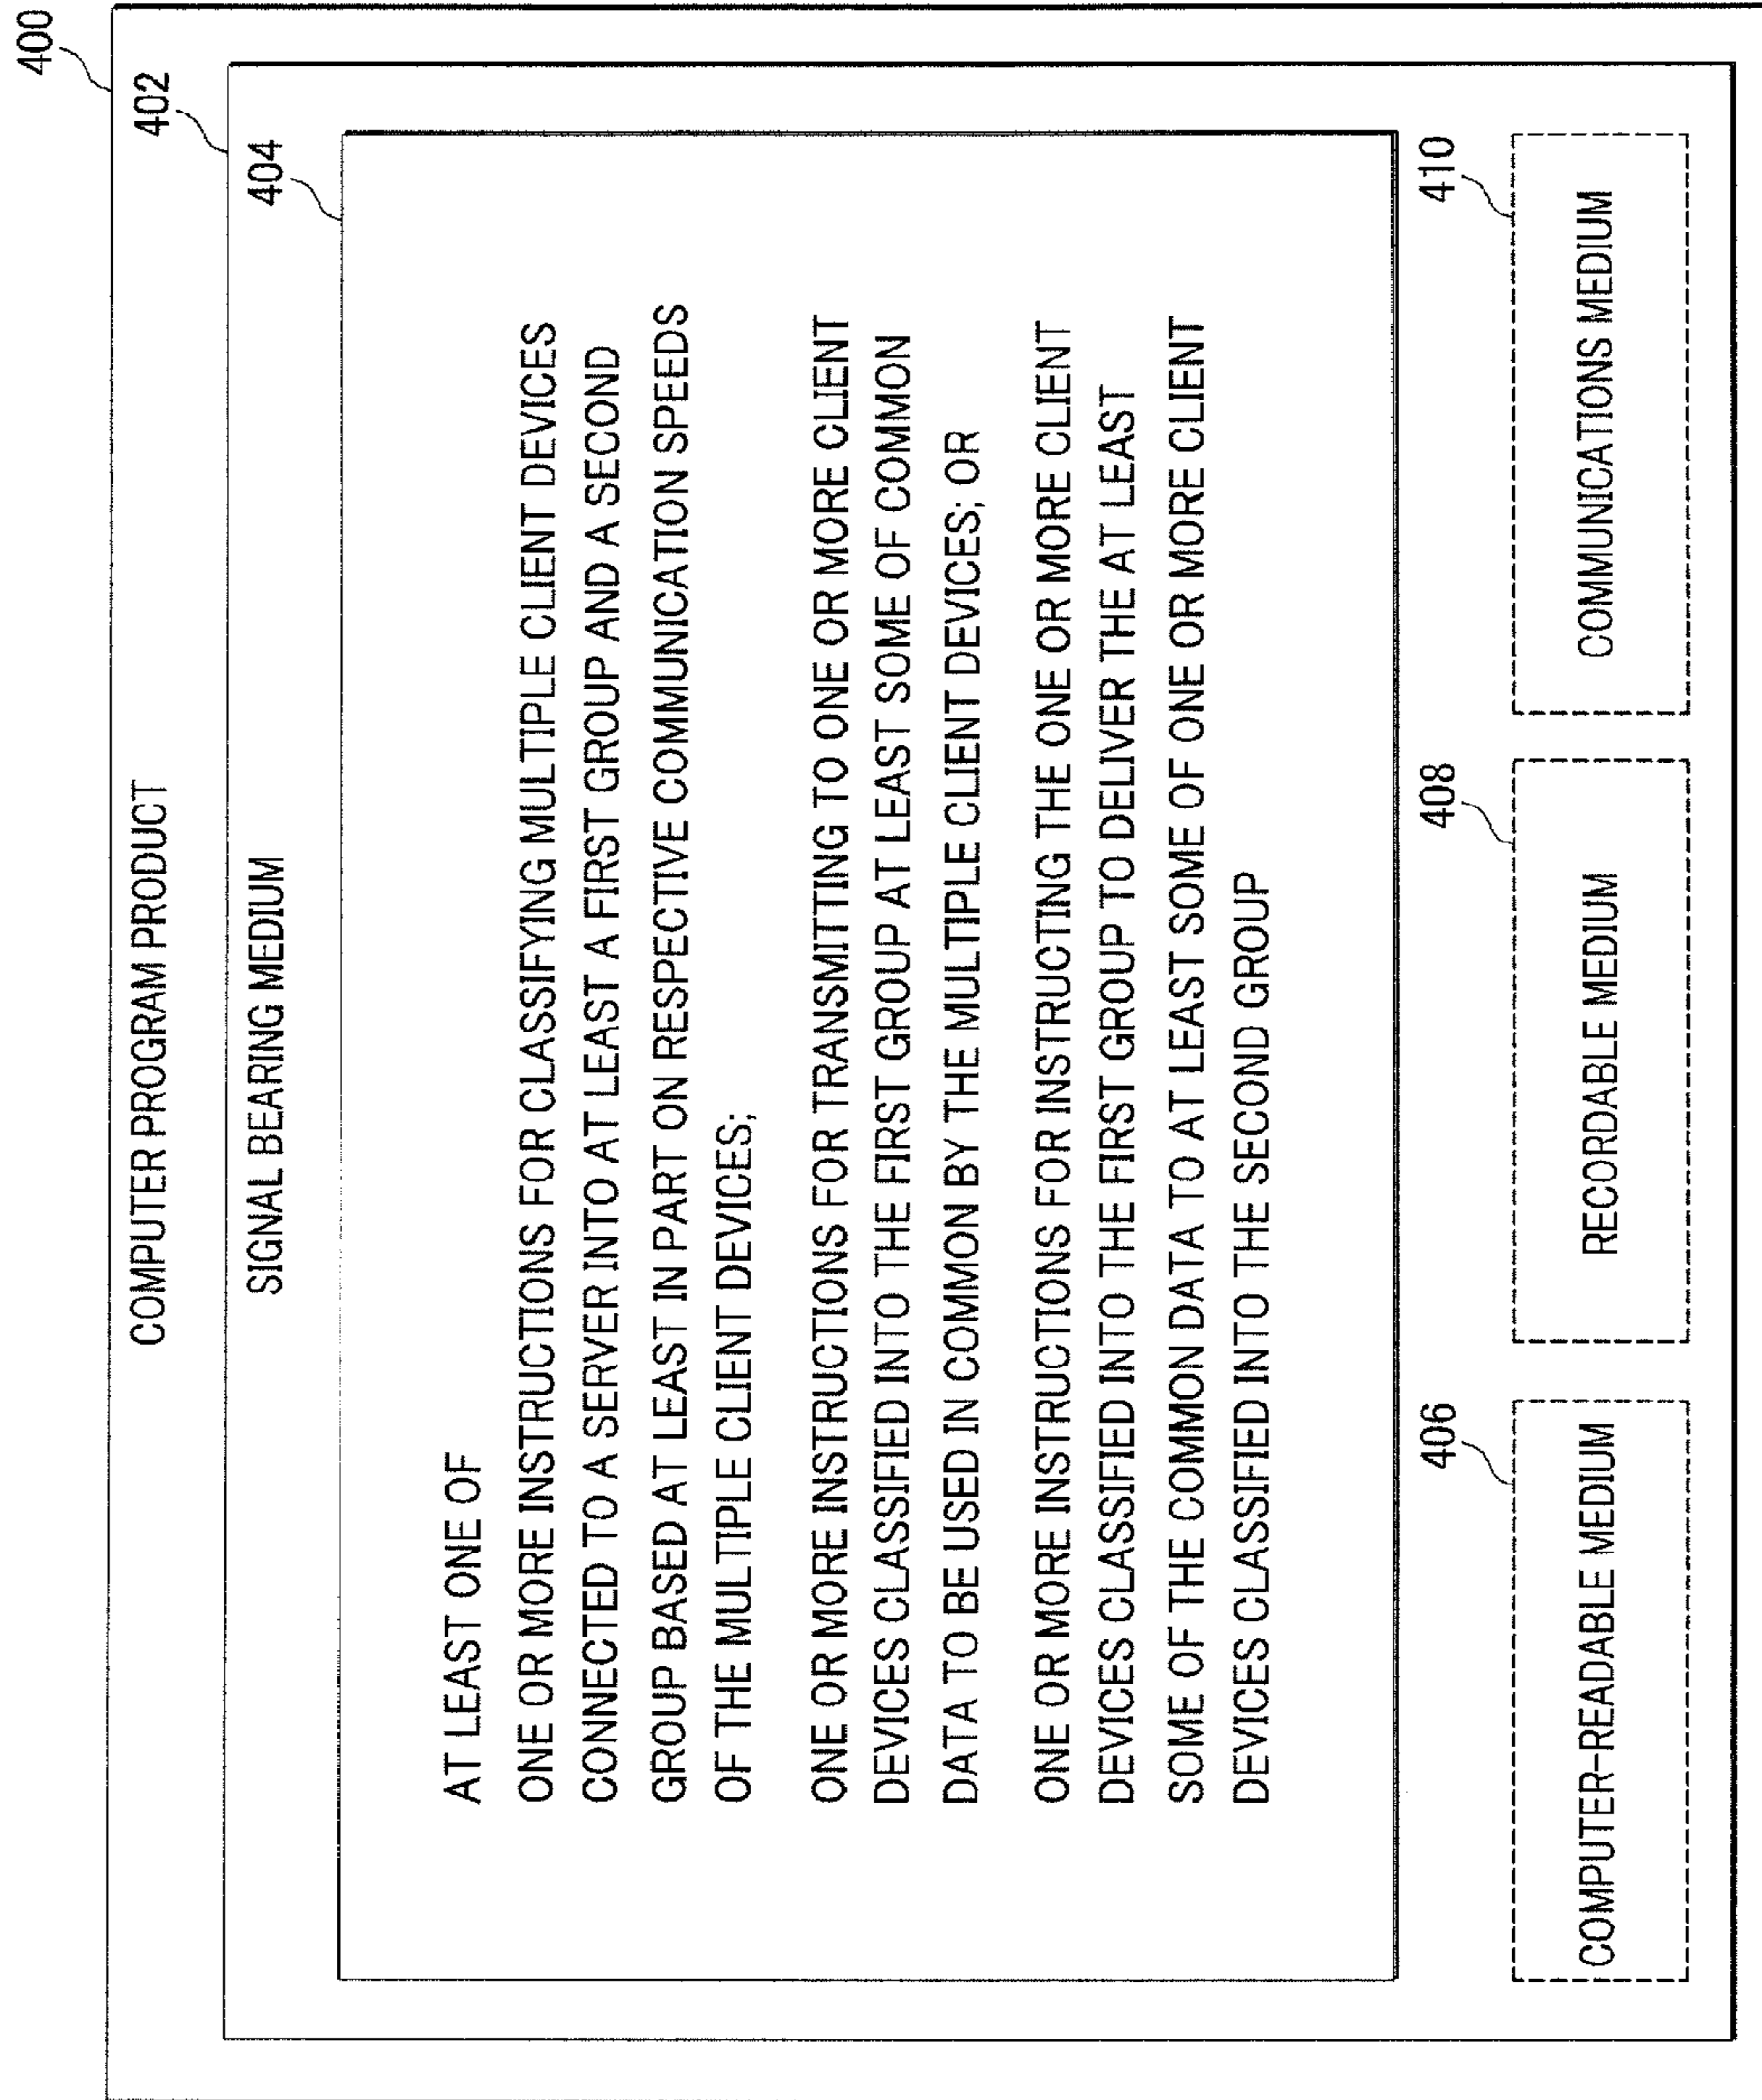 400
COMPUTER PROGRAM PRODUCT
402
SIGNAL BEARING MEDIUM
404
AT LEAST ONE OF
ONE OR MORE INSTRUCTIONS FOR CLASSIFYING MULTIPLE CLIENT DEVICES
CONNECTED TO A SERVER INTO AT LEAST A FIRST GROUP AND A SECOND
GROUP BASED AT LEAST IN PART ON RESPECTIVE COMMUNICATION SPEEDS
OF THE MULTIPLE CLIENT DEVICES;
ONE OR MORE INSTRUCTIONS FOR TRANSMITTING TO ONE OR MORE CLIENT
DEVICES CLASSIFIED INTO THE FIRST GROUP AT LEAST SOME OF COMMON
DATA TO BE USED IN COMMON BY THE MULTIPLE CLIENT DEVICES; OR
ONE OR MORE INSTRUCTIONS FOR INSTRUCTING THE ONE OR MORE CLIENT
DEVICES CLASSIFIED INTO THE FIRST GROUP TO DELIVER THE AT LEAST
SOME OF THE COMMON DATA TO AT LEAST SOME OF ONE OR MORE CLIENT
DEVICES CLASSIFIED INTO THE SECOND GROUP
406
COMPUTER-READABLE MEDIUM
408
RECORDABLE MEDIUM
410
COMMUNICATIONS MEDIUM